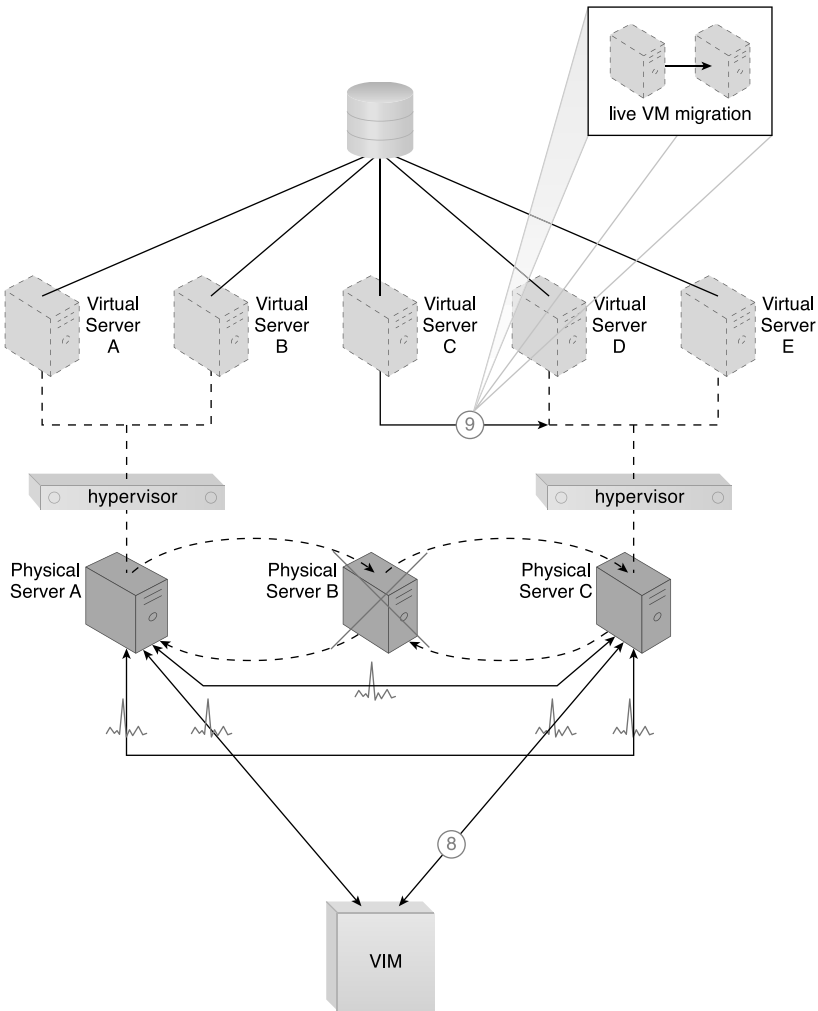 live VM migration
Virtual
Server
A
Virtual
Server
B
Virtual
Server
C
Virtual
Server
D
Virtual
Server
E
9
hypervisor
hypervisor
Physical
Server A
Physical
Server B
Physical
Server C
8
VIM